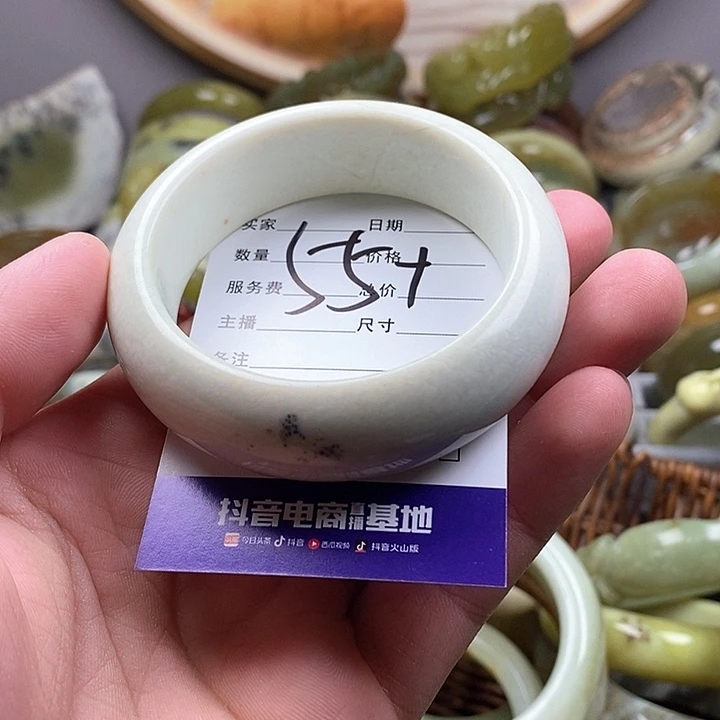 买家 日期
数量 价格
55+
服务费 总价
主播 尺寸
备注
抖音电商直播基地
今日头条 抖音 西瓜视频 抖音火山版